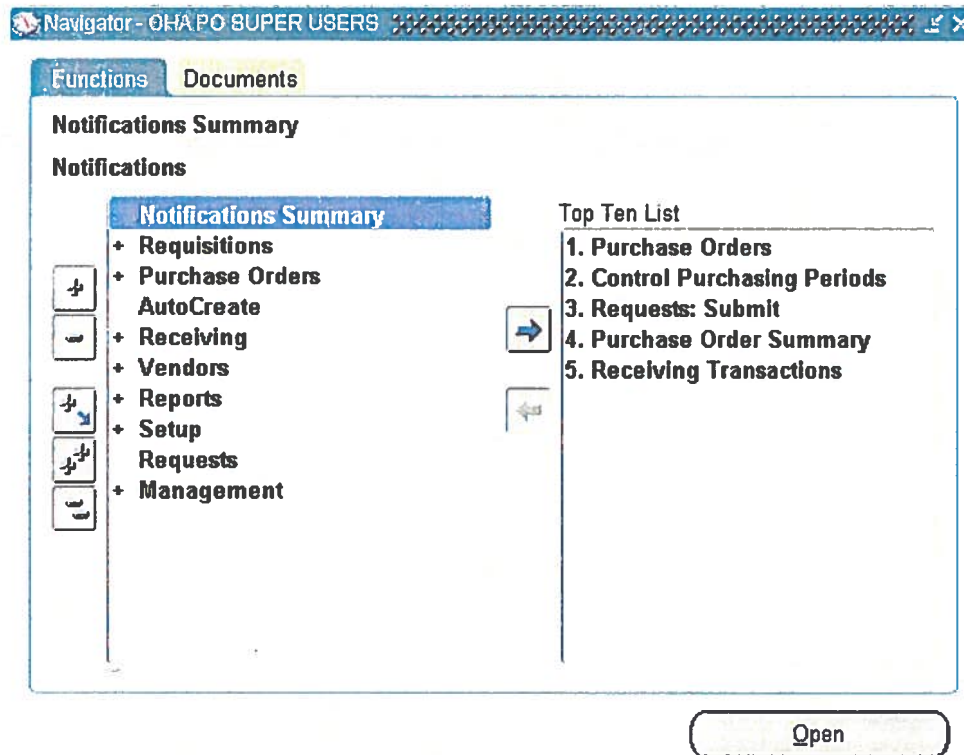 Navigator - OHA PO SUPER USERS
Functions
Documents
Notifications Summary
Notifications
Notifications Summary
+ Requisitions
+ Purchase Orders
AutoCreate
+ Receiving
+ Vendors
+ Reports
+ Setup
Requests
+ Management
Top Ten List
1. Purchase Orders
2. Control Purchasing Periods
3. Requests: Submit
4. Purchase Order Summary
5. Receiving Transactions
Open